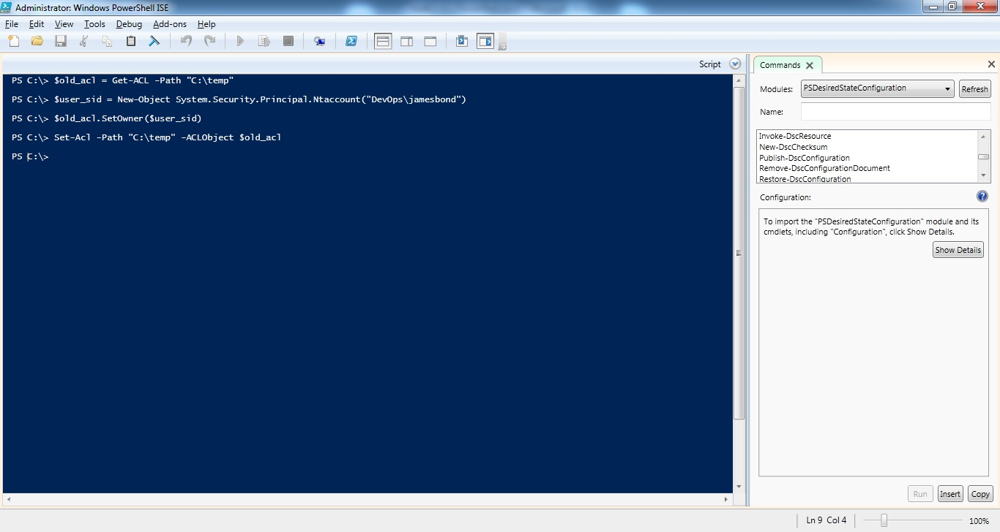 Administrator: Windows PowerShell ISE
File Edit View Tools Debug Add-ons Help
Script
PS C:\> $old_acl = Get-ACL -Path "C:\temp"
PS C:\> $user_sid = New-Object System.Security.Principal.Ntaccount("DevOps\jamesbond")
PS C:\> $old_acl.SetOwner($user_sid)
PS C:\> Set-Acl -Path "C:\temp" -ACLObject $old_acl
PS C:\>
Commands
Modules: PSDesiredStateConfiguration Refresh
Name:
Invoke-DscResource
New-DscChecksum
Publish-DscConfiguration
Remove-DscConfigurationDocument
Restore-DscConfiguration
Configuration:
To import the "PSDesiredStateConfiguration" module and its
cmdlets, including "Configuration", click Show Details.
Show Details
Run Insert Copy
Ln 9 Col 4 100%